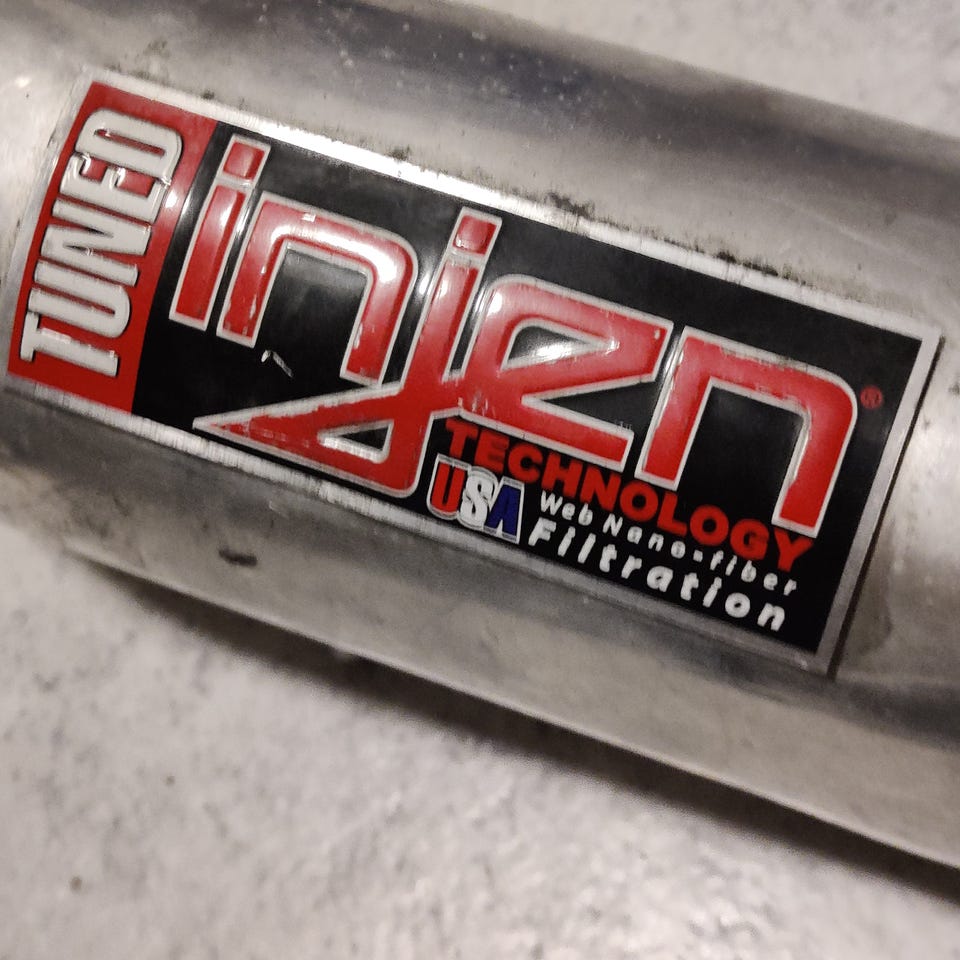 TUNED
injen®
TECHNOLOGY
USA
Web Nano-fiber
Filtration